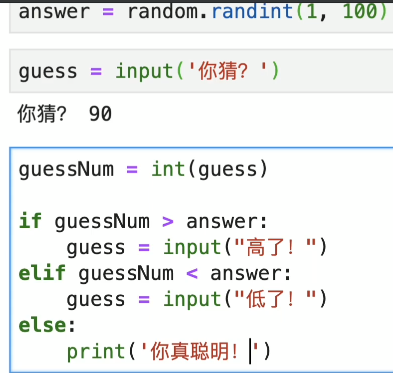 answer = random.randint(1, 100)
guess = input('你猜？')
你猜？ 90
guessNum = int(guess)
if guessNum > answer:
    guess = input("高了！")
elif guessNum < answer:
    guess = input("低了！")
else:
    print('你真聪明！')